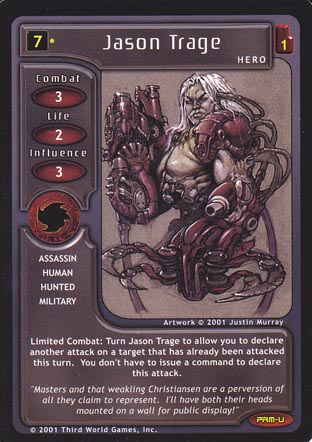 7
Jason Trage
1
HERO
Combat
3
Life
2
Influence
3
ASSASSIN
HUMAN
HUNTED
MILITARY
Artwork © 2001 Justin Murray
Limited Combat: Turn Jason Trage to allow you to declare
another attack on a target that has already been attacked
this turn. You don't have to issue a command to declare
this attack.
"Masters and that weakling Christiansen are a perversion of
all they claim to represent. I'll have both their heads
mounted on a wall for public display!"
PRM-U
© 2001 Third World Games, Inc.